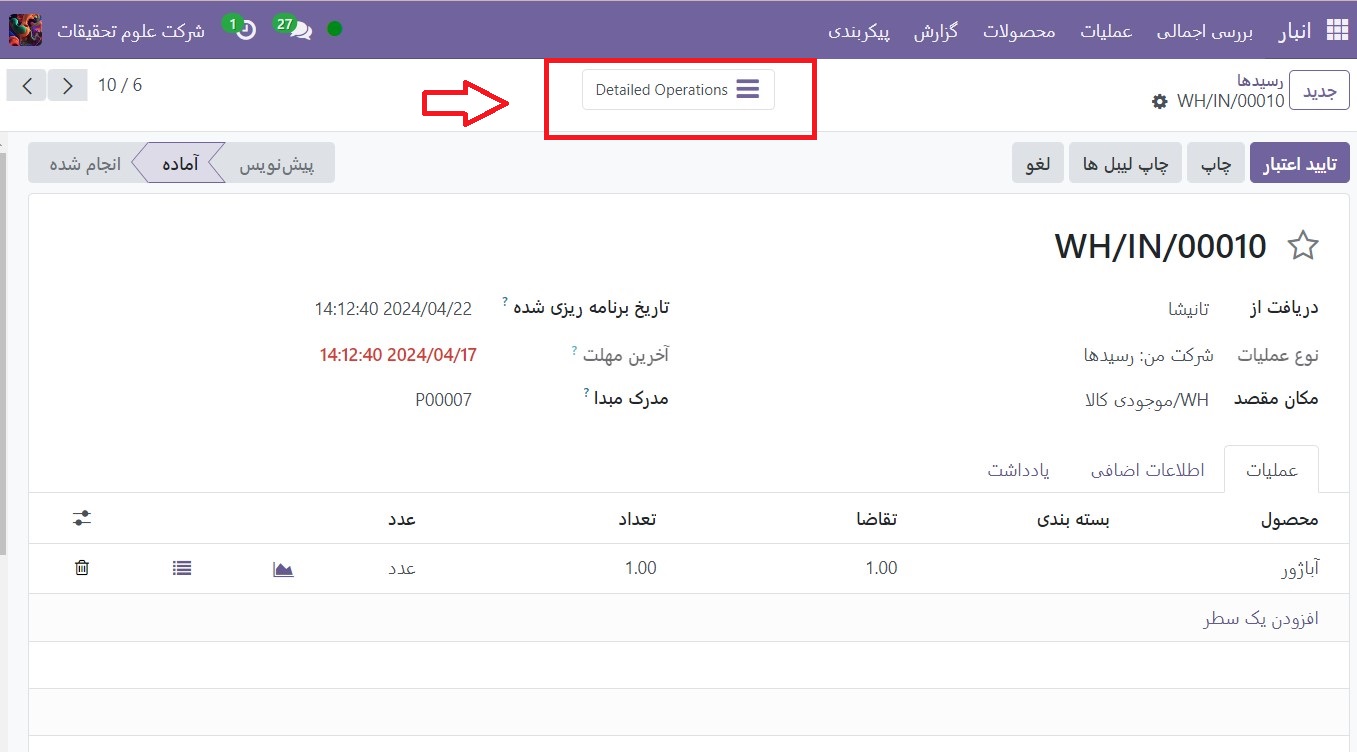 انبار بررسی اجمالی عملیات محصولات گزارش پیکربندی 27 1 شرکت علوم تحقیقات
جدید رسیدها Detailed Operations 10 / 6
WH/IN/00010
تایید اعتبار چاپ چاپ لیبل ها لغو پیش‌نویس آماده انجام شده
WH/IN/00010
دریافت از تانیشا تاریخ برنامه ریزی شده ? 2024/04/22 14:12:40
نوع عملیات شرکت من: رسیدها آخرین مهلت ? 2024/04/17 14:12:40
مکان مقصد WH/موجودی کالا مدرک مبدا ? P00007
عملیات اطلاعات اضافی یادداشت
محصول بسته بندی تقاضا تعداد عدد
آباژور 1.00 1.00 عدد
افزودن یک سطر